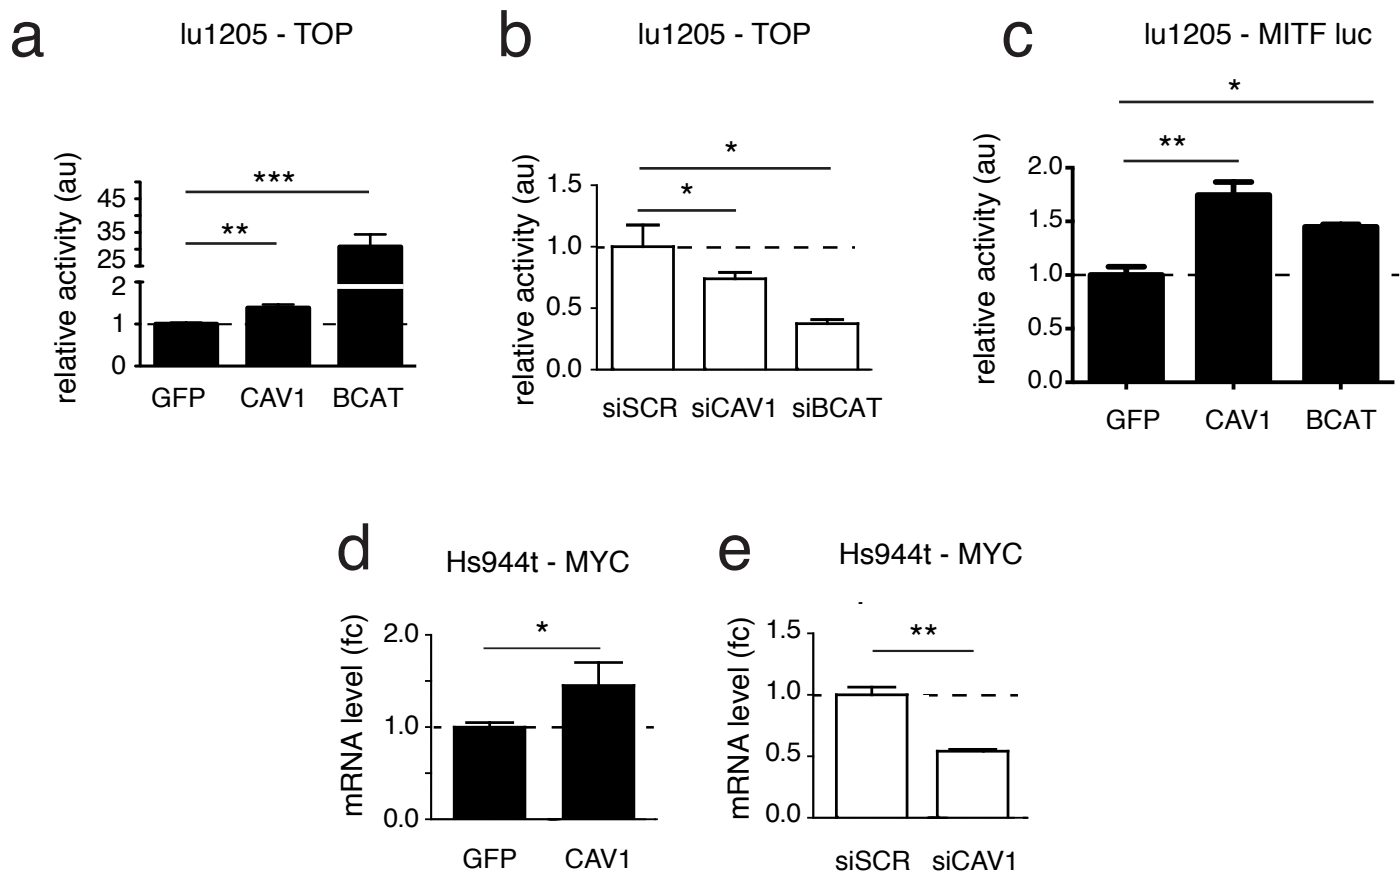 a
lu1205 - TOP
relative activity (au)
45
35
25
2
1
0
***
**
GFP CAV1 BCAT
b
lu1205 - TOP
relative activity (au)
1.5
1.0
0.5
0.0
*
*
siSCR siCAV1 siBCAT
c
lu1205 - MITF luc
relative activity (au)
2.0
1.5
1.0
0.5
0.0
*
**
GFP CAV1 BCAT
d
Hs944t - MYC
mRNA level (fc)
2.0
1.0
0.0
*
GFP CAV1
e
Hs944t - MYC
mRNA level (fc)
1.5
1.0
0.5
0.0
**
siSCR siCAV1